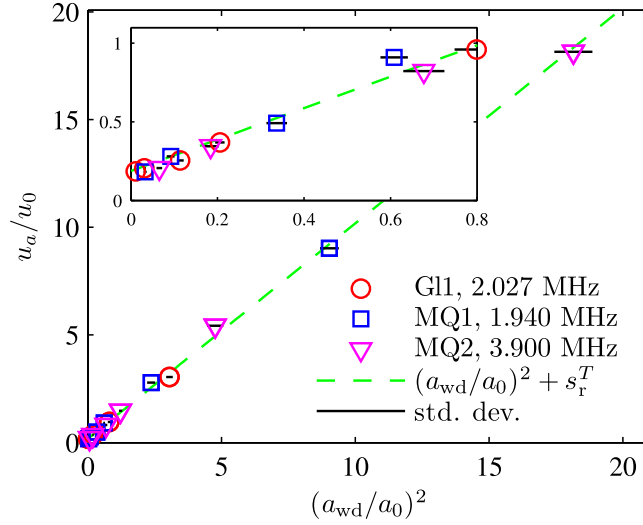 20
15
10
5
0
u_a/u_0
1
0.5
0
0 0.2 0.4 0.6 0.8
Gl1, 2.027 MHz
MQ1, 1.940 MHz
MQ2, 3.900 MHz
(a_wd/a_0)^2 + s_r^T
std. dev.
0 5 10 15 20
(a_wd/a_0)^2